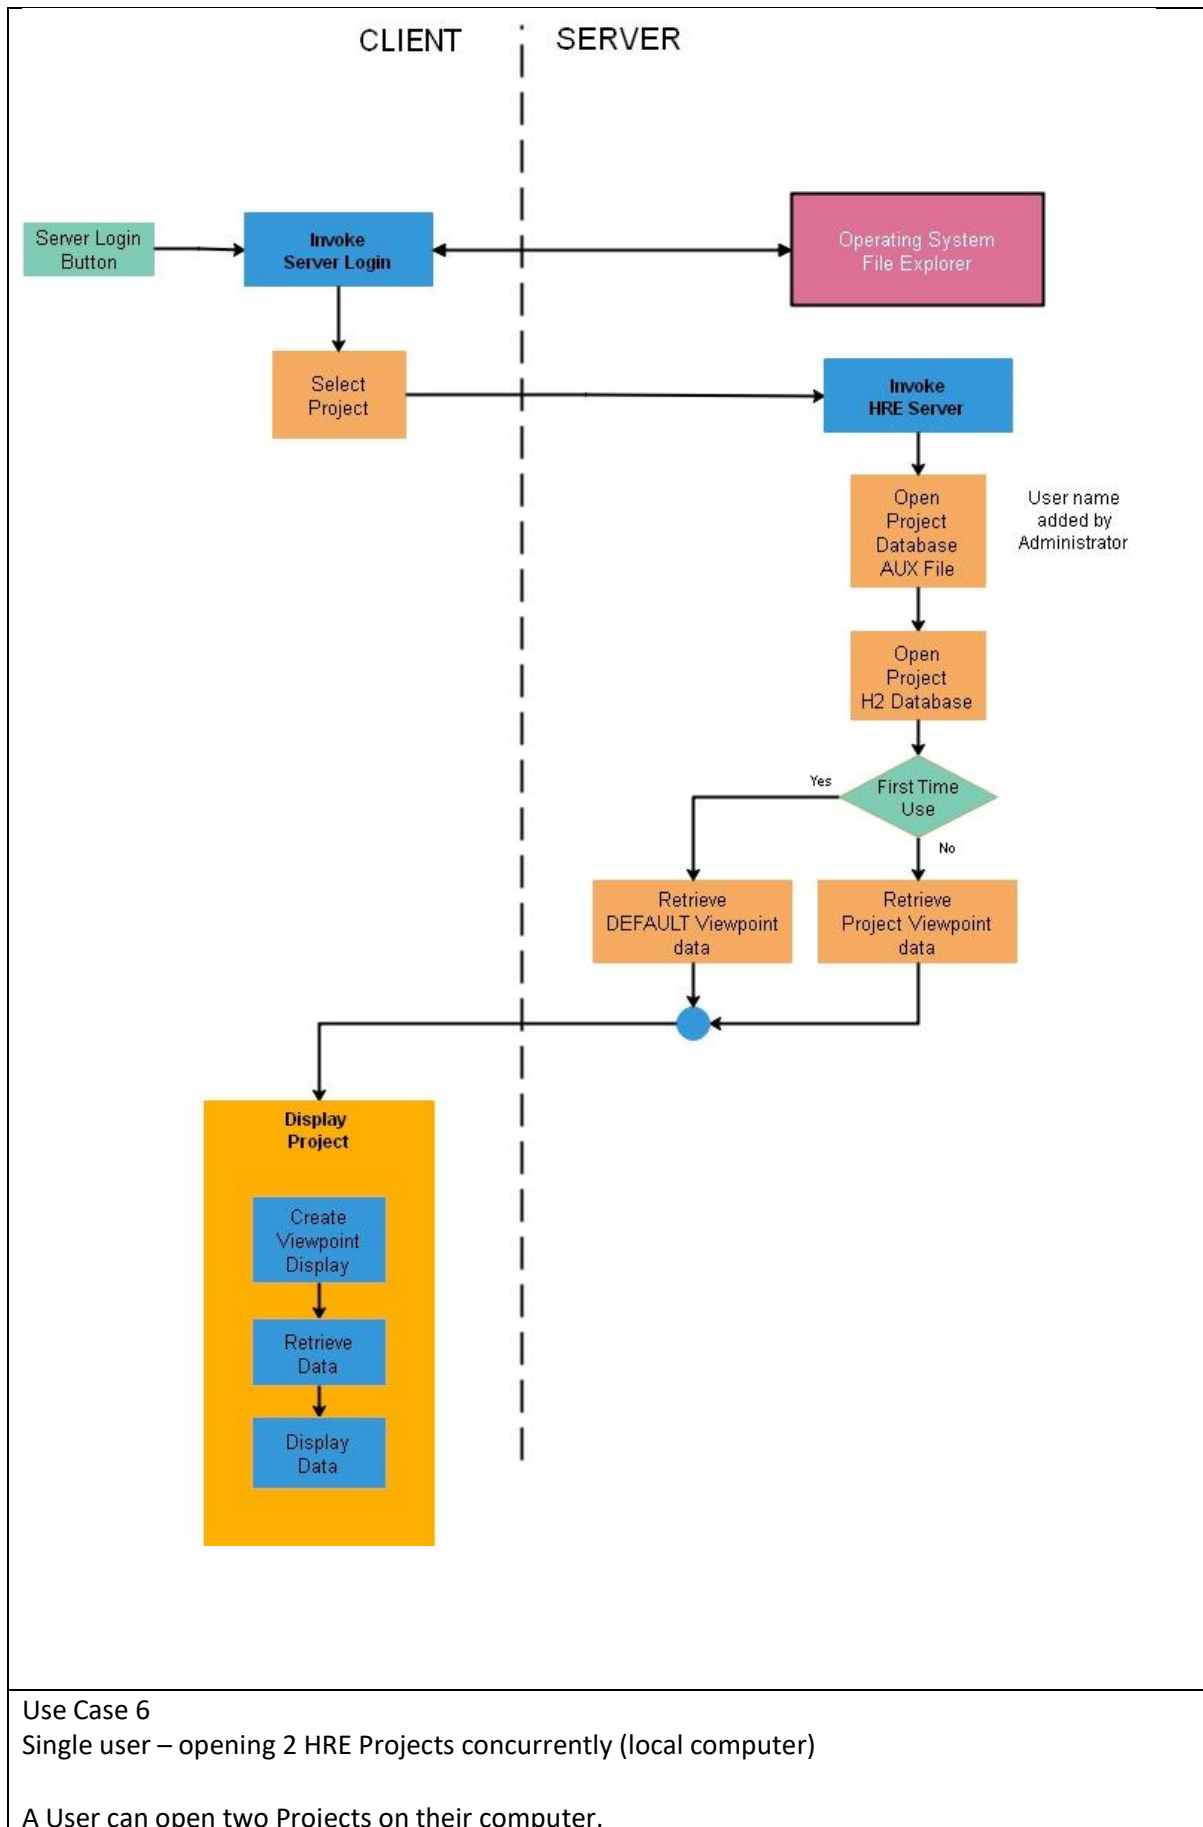 CLIENT
SERVER
Server Login
Button
Invoke
Server Login
Operating System
File Explorer
Select
Project
Invoke
HRE Server
Open
Project
Database
AUX File
User name
added by
Administrator
Open
Project
H2 Database
First Time
Use
Yes
No
Retrieve
DEFAULT Viewpoint
data
Retrieve
Project Viewpoint
data
Display
Project
Create
Viewpoint
Display
Retrieve
Data
Display
Data
Use Case 6
Single user – opening 2 HRE Projects concurrently (local computer)
A User can open two Projects on their computer.